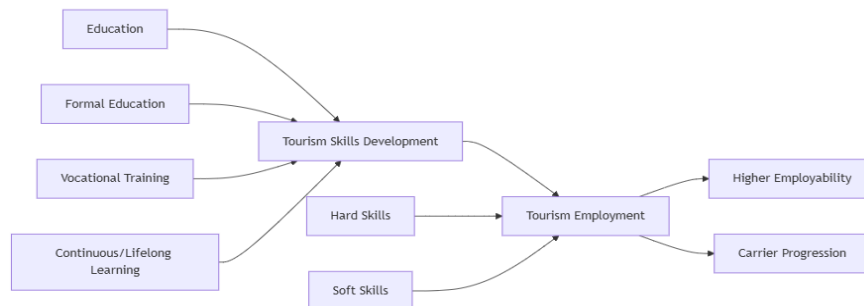 Education
Formal Education
Vocational Training
Continuous/Lifelong
Learning
Tourism Skills Development
Hard Skills
Soft Skills
Tourism Employment
Higher Employability
Carrier Progression